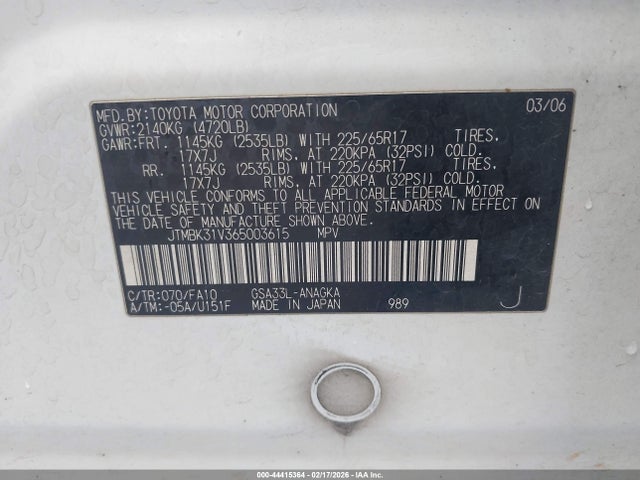 MFD.BY:TOYOTA MOTOR CORPORATION 03/06
GVWR:2140KG (4720LB)
GAWR:FRT. 1145KG (2535LB) WITH 225/65R17 TIRES,
17X7J RIMS, AT 220KPA (32PSI) COLD.
RR. 1145KG (2535LB) WITH 225/65R17 TIRES,
17X7J RIMS, AT 220KPA (32PSI) COLD.
THIS VEHICLE CONFORMS TO ALL APPLICABLE FEDERAL MOTOR
VEHICLE SAFETY AND THEFT PREVENTION STANDARDS IN EFFECT ON
THE DATE OF MANUFACTURE SHOWN ABOVE.
JTMBK31V365003615 MPV
C/TR:070/FA10 GSA33L-ANAGKA
A/TM:-05A/U151F MADE IN JAPAN 989 J
000-44415364 - 02/17/2026 - IAAI.COM